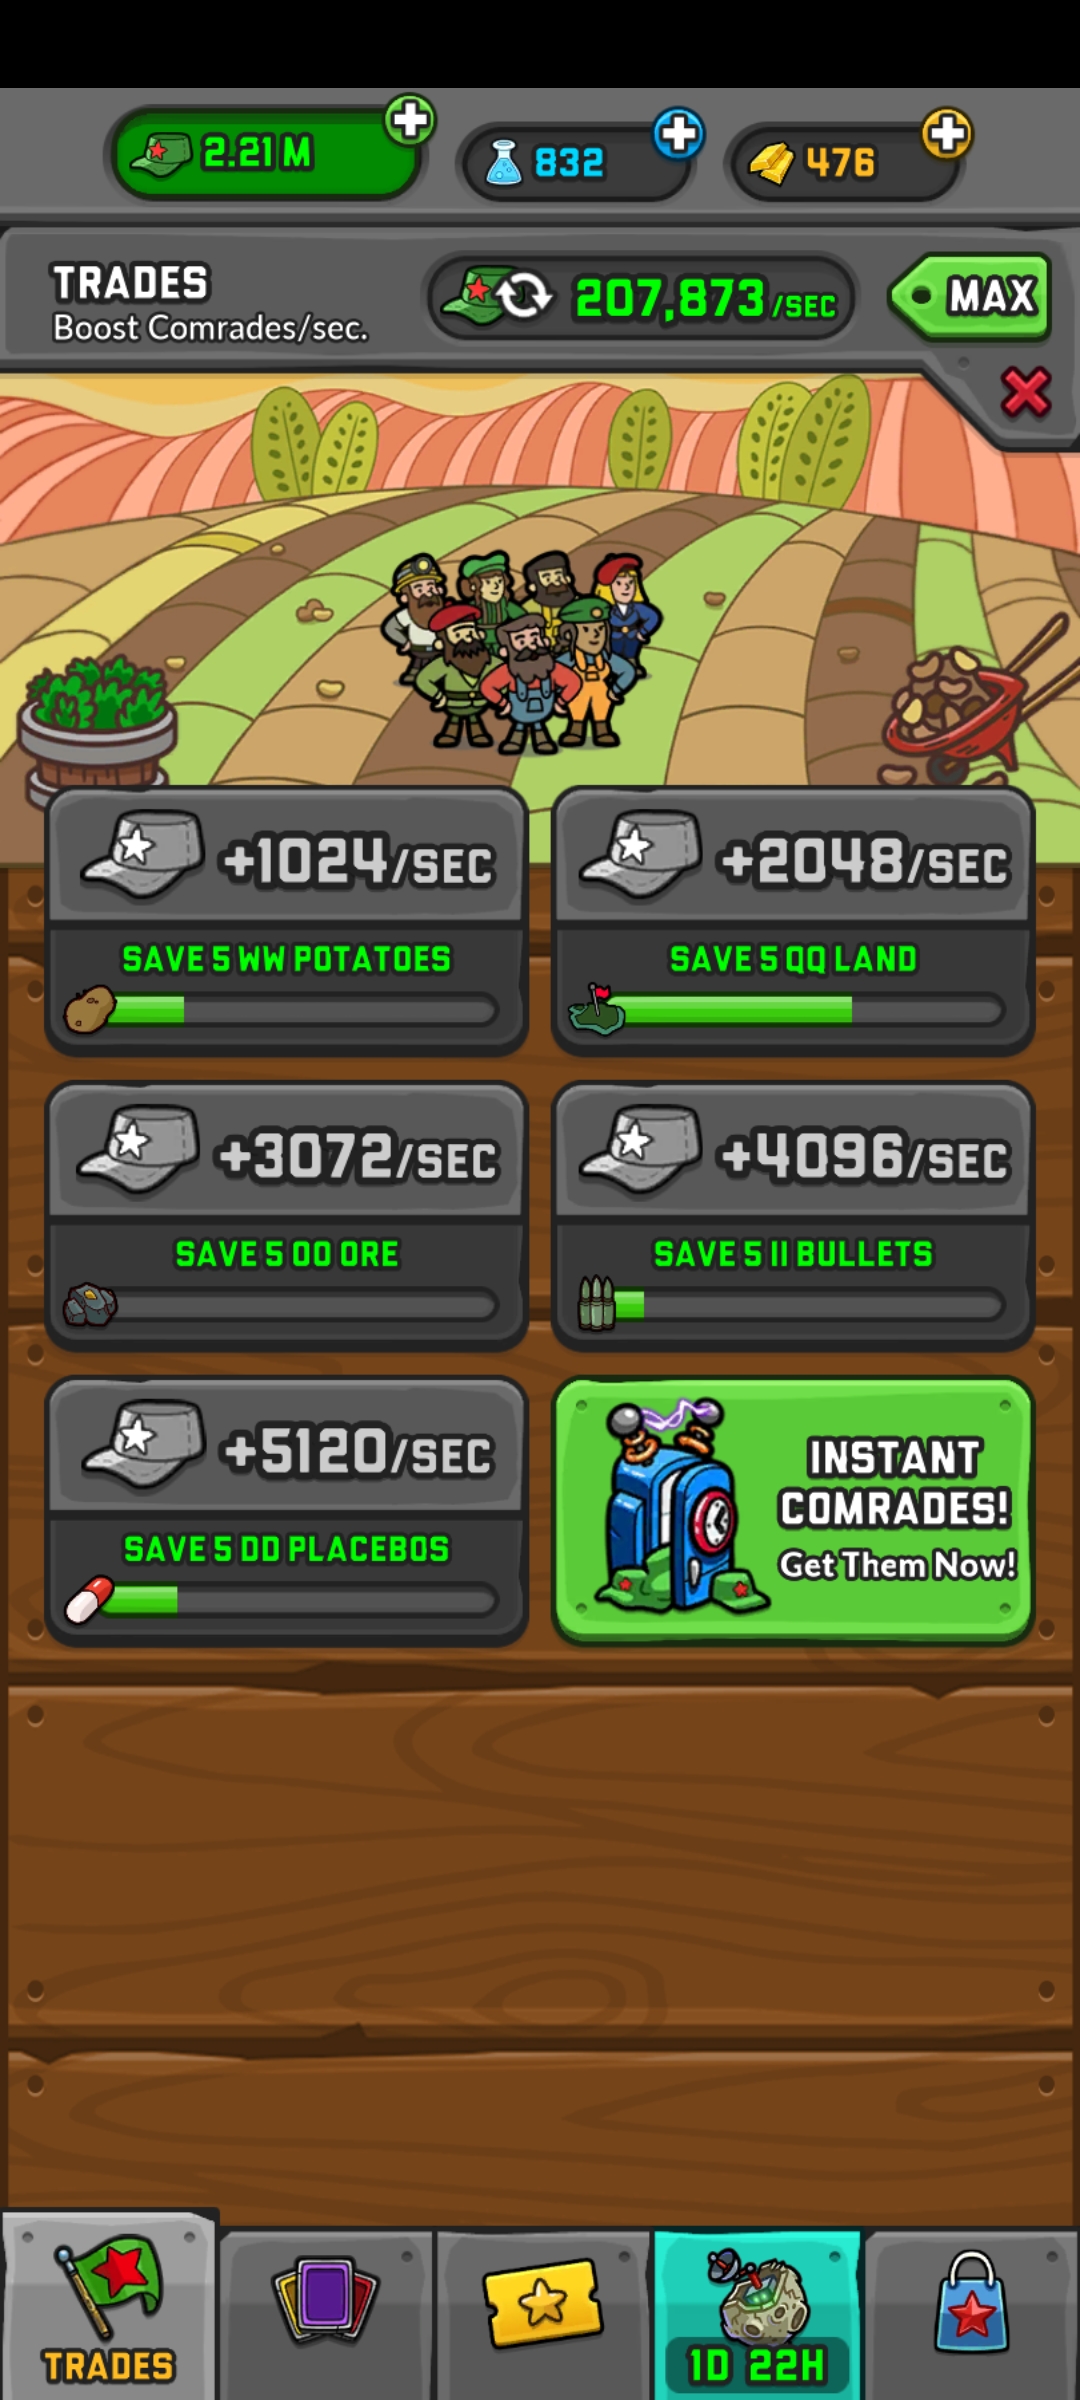 2.21 M
832
476
TRADES
Boost Comrades/sec.
207,873/SEC
MAX
+1024/SEC
+2048/SEC
SAVE 5 WW POTATOES
SAVE 5 QQ LAND
+3072/SEC
+4096/SEC
SAVE 5 OO ORE
SAVE 5 II BULLETS
+5120/SEC
SAVE 5 DD PLACEBOS
INSTANT
COMRADES!
Get Them Now!
TRADES
1D 22H